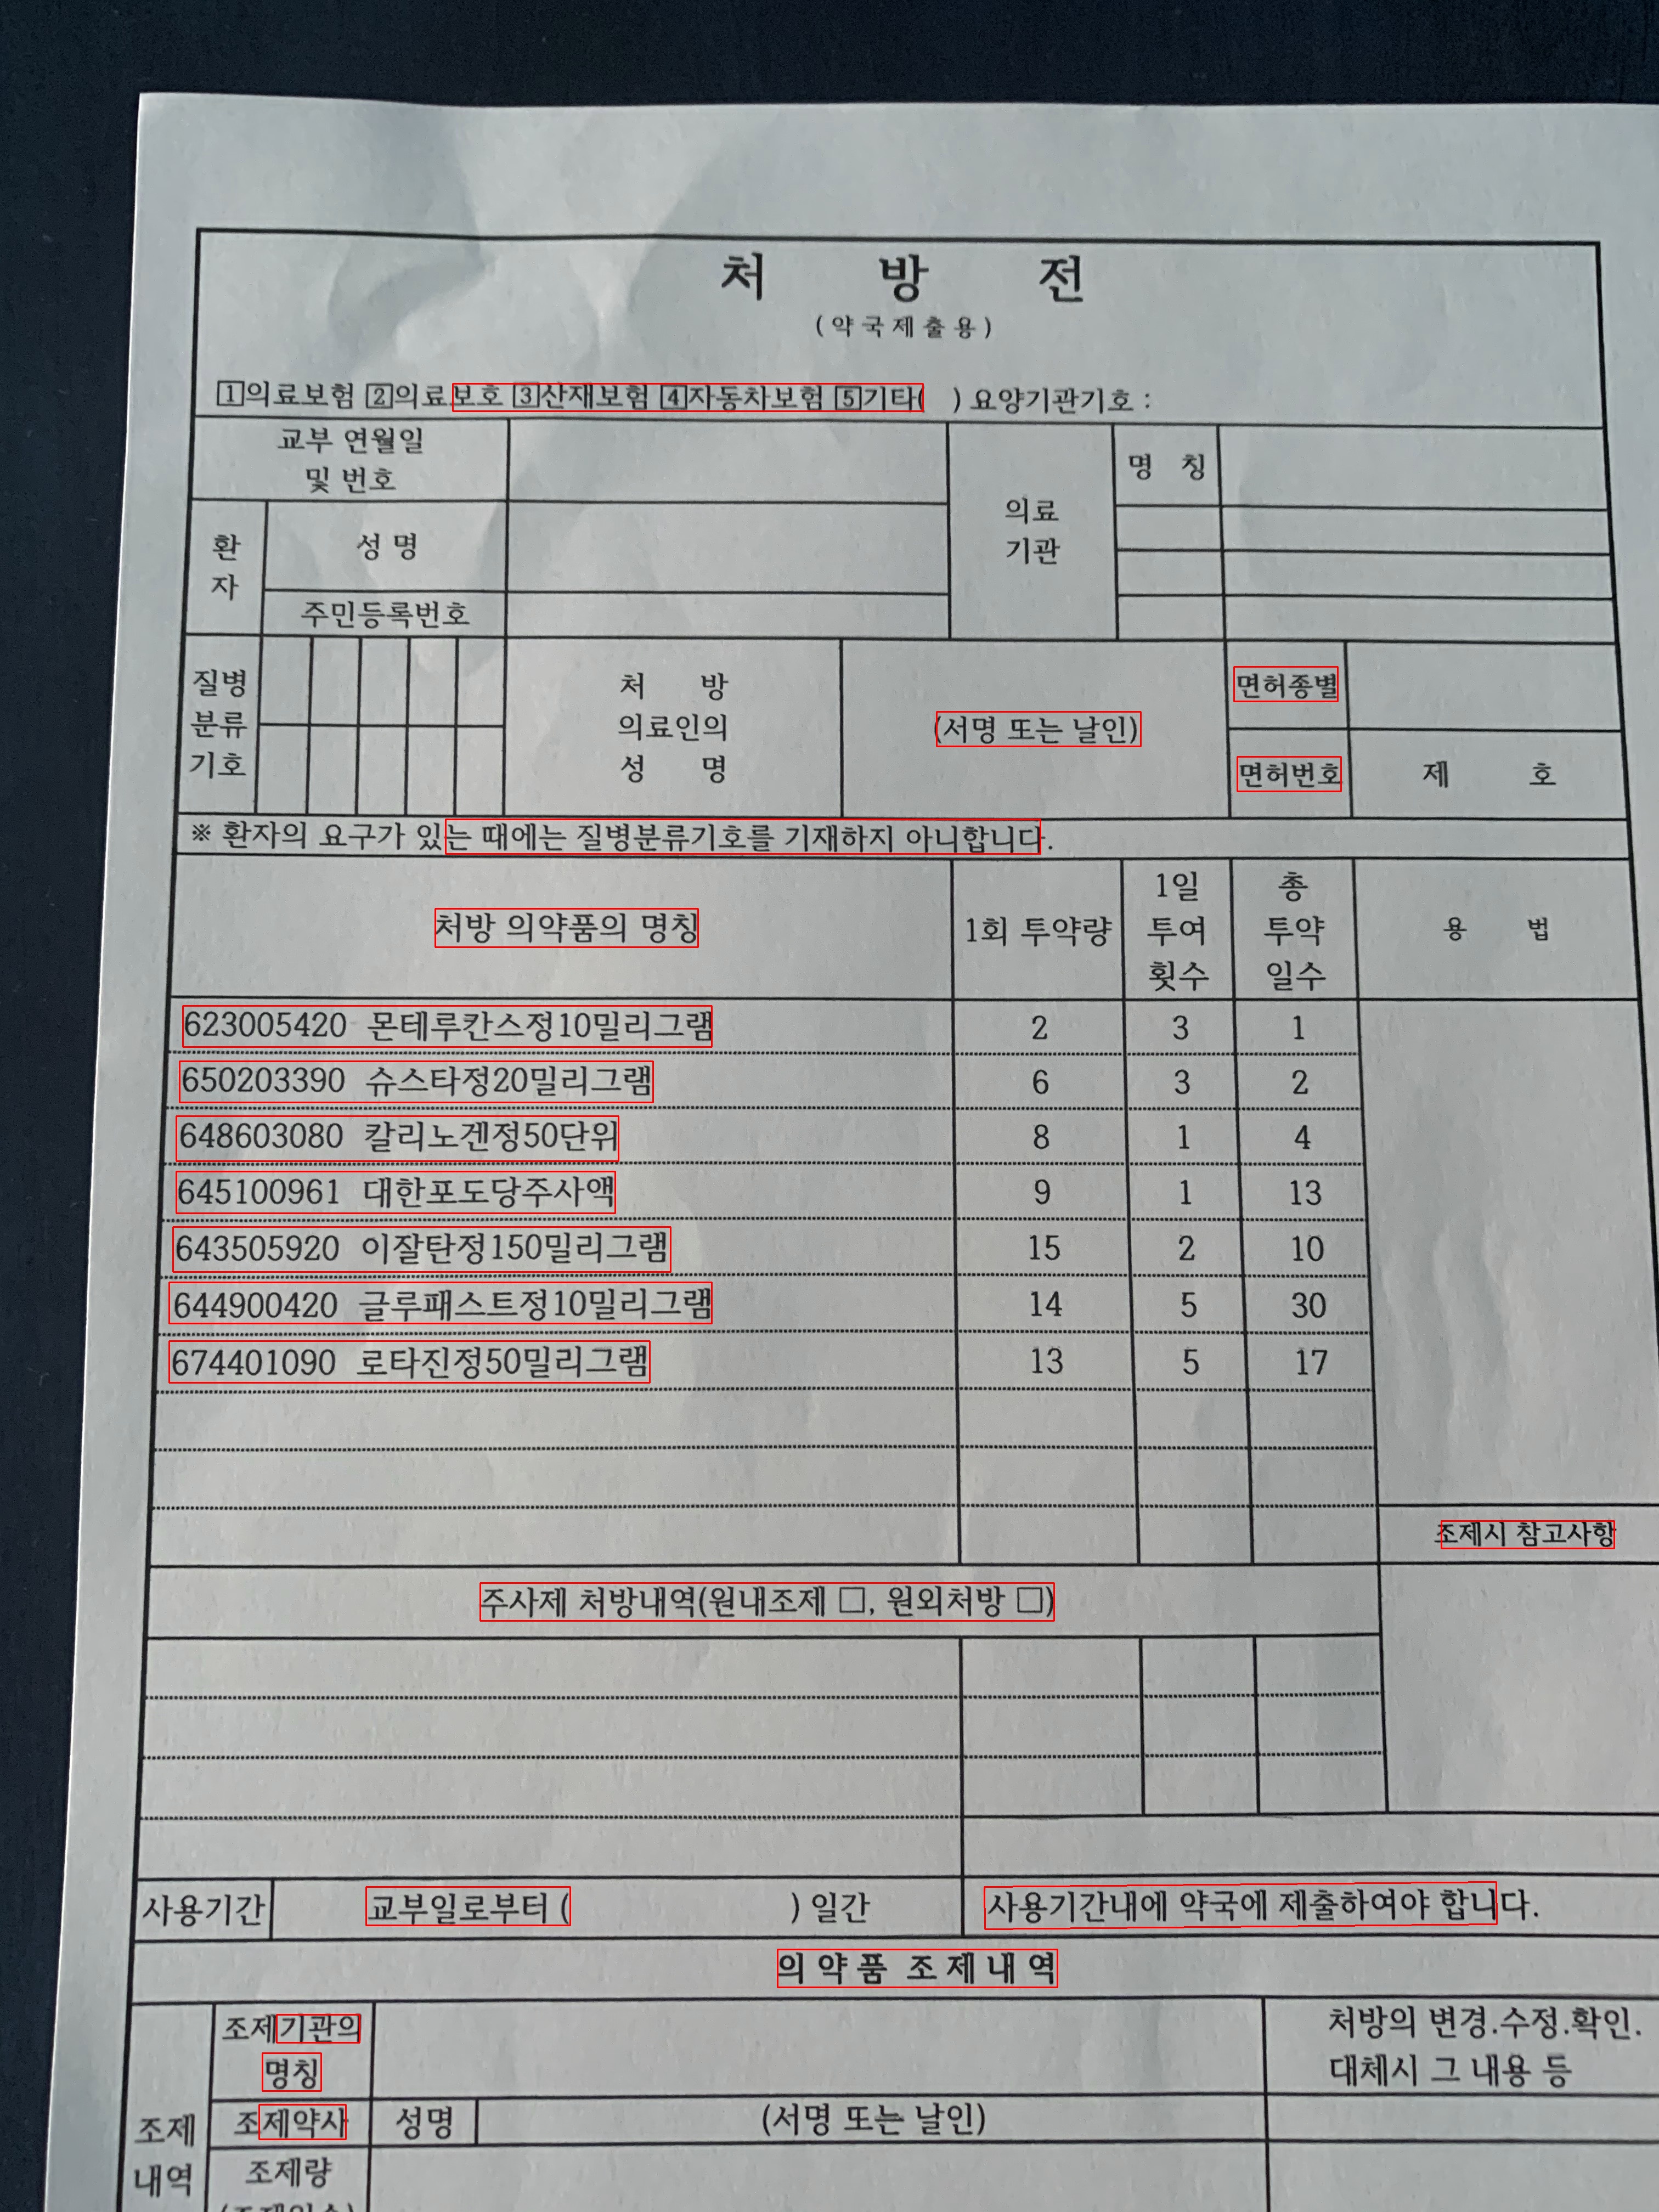 처 방 전
(약국제출용)
1의료보험 2의료보호 3산재보험 4자동차보험 5기타( ) 요양기관기호 :
교부 연월일
및 번호
의료
기관
명 칭
환
자
성 명
주민등록번호
질병
분류
기호
처 방
의료인의
성 명
(서명 또는 날인)
면허종별
면허번호
제 호
※ 환자의 요구가 있는 때에는 질병분류기호를 기재하지 아니합니다.
처방 의약품의 명칭
1회 투약량
1일
투여
횟수
총
투약
일수
용 법
623005420 몬테루칸스정10밀리그램 2 3 1
650203390 슈스타정20밀리그램 6 3 2
648603080 칼리노겐정50단위 8 1 4
645100961 대한포도당주사액 9 1 13
643505920 이잘탄정150밀리그램 15 2 10
644900420 글루패스트정10밀리그램 14 5 30
674401090 로타진정50밀리그램 13 5 17
조제시 참고사항
주사제 처방내역(원내조제 □, 원외처방 □)
사용기간
교부일로부터 ( ) 일간
사용기간내에 약국에 제출하여야 합니다.
의 약 품 조 제 내 역
조제
내역
조제기관의
명칭
처방의 변경.수정.확인.
대체시 그 내용 등
조제약사
성명
(서명 또는 날인)
조제량